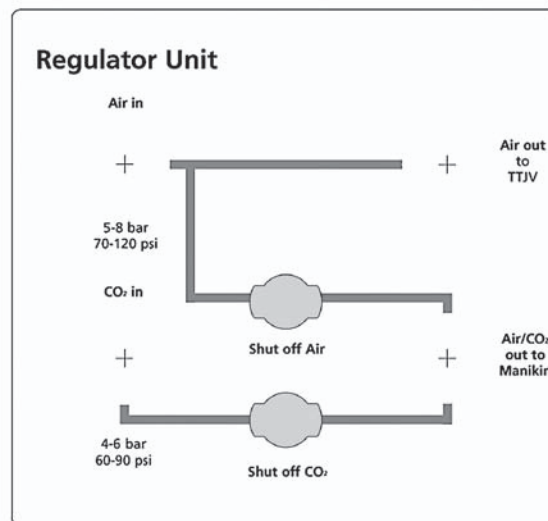 Regulator Unit
Air in
Air out
to
TTJV
5-8 bar
70-120 psi
CO₂ in
Shut off Air
Air/CO₂
out to
Manikin
4-6 bar
60-90 psi
Shut off CO₂